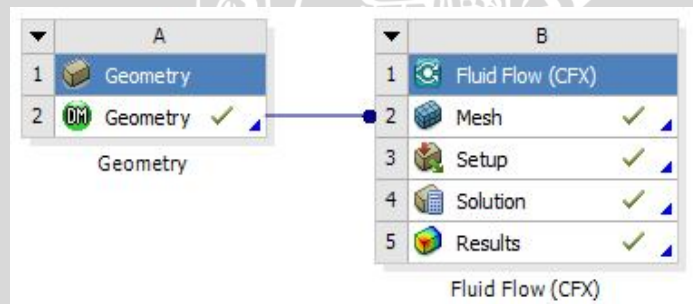 A
1 Geometry
2 DM Geometry
Geometry
B
1 Fluid Flow (CFX)
2 Mesh
3 Setup
4 Solution
5 Results
Fluid Flow (CFX)